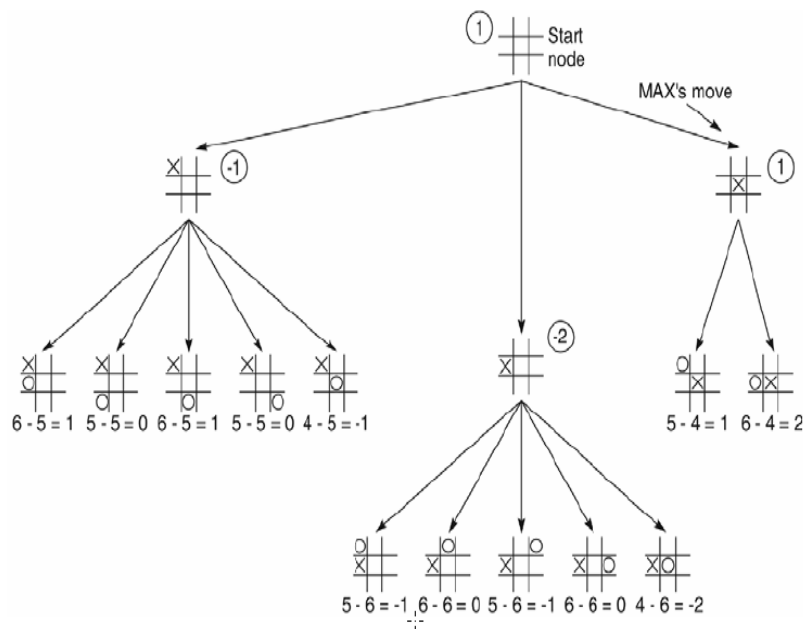 1
Start
node
MAX's move
X
-1
X
1
-2
X
X
X
X
X
X
O
O
X
O
X
O
O
O
O
X
6 - 5 = 1
5 - 5 = 0
6 - 5 = 1
5 - 5 = 0
4 - 5 = -1
5 - 4 = 1
6 - 4 = 2
O
O
O
X
X
X
X
O
X
O
5 - 6 = -1
6 - 6 = 0
5 - 6 = -1
6 - 6 = 0
4 - 6 = -2